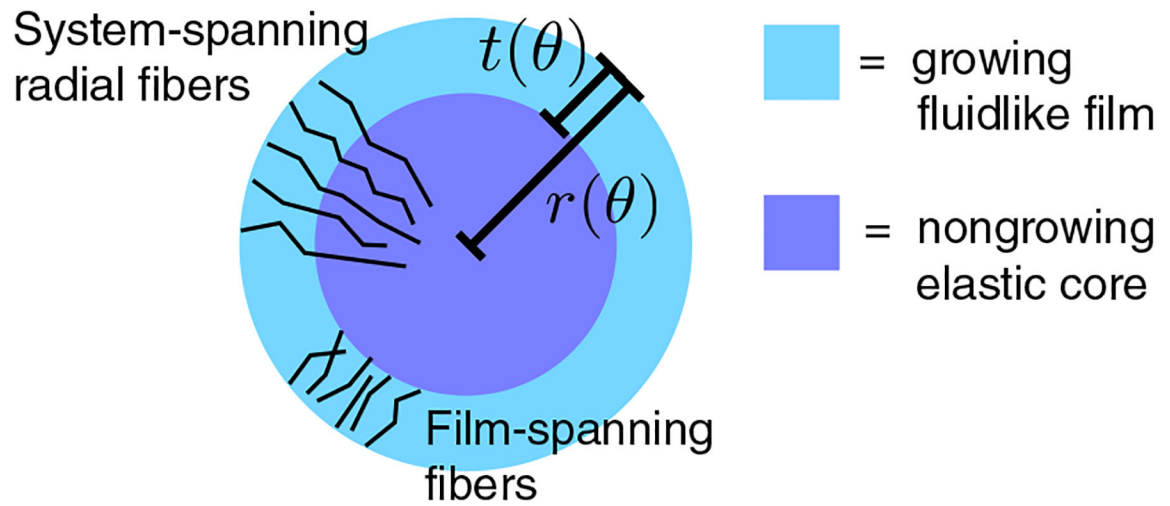 System-spanning
radial fibers
t(θ)
r(θ)
= growing
fluidlike film
= nongrowing
elastic core
Film-spanning
fibers